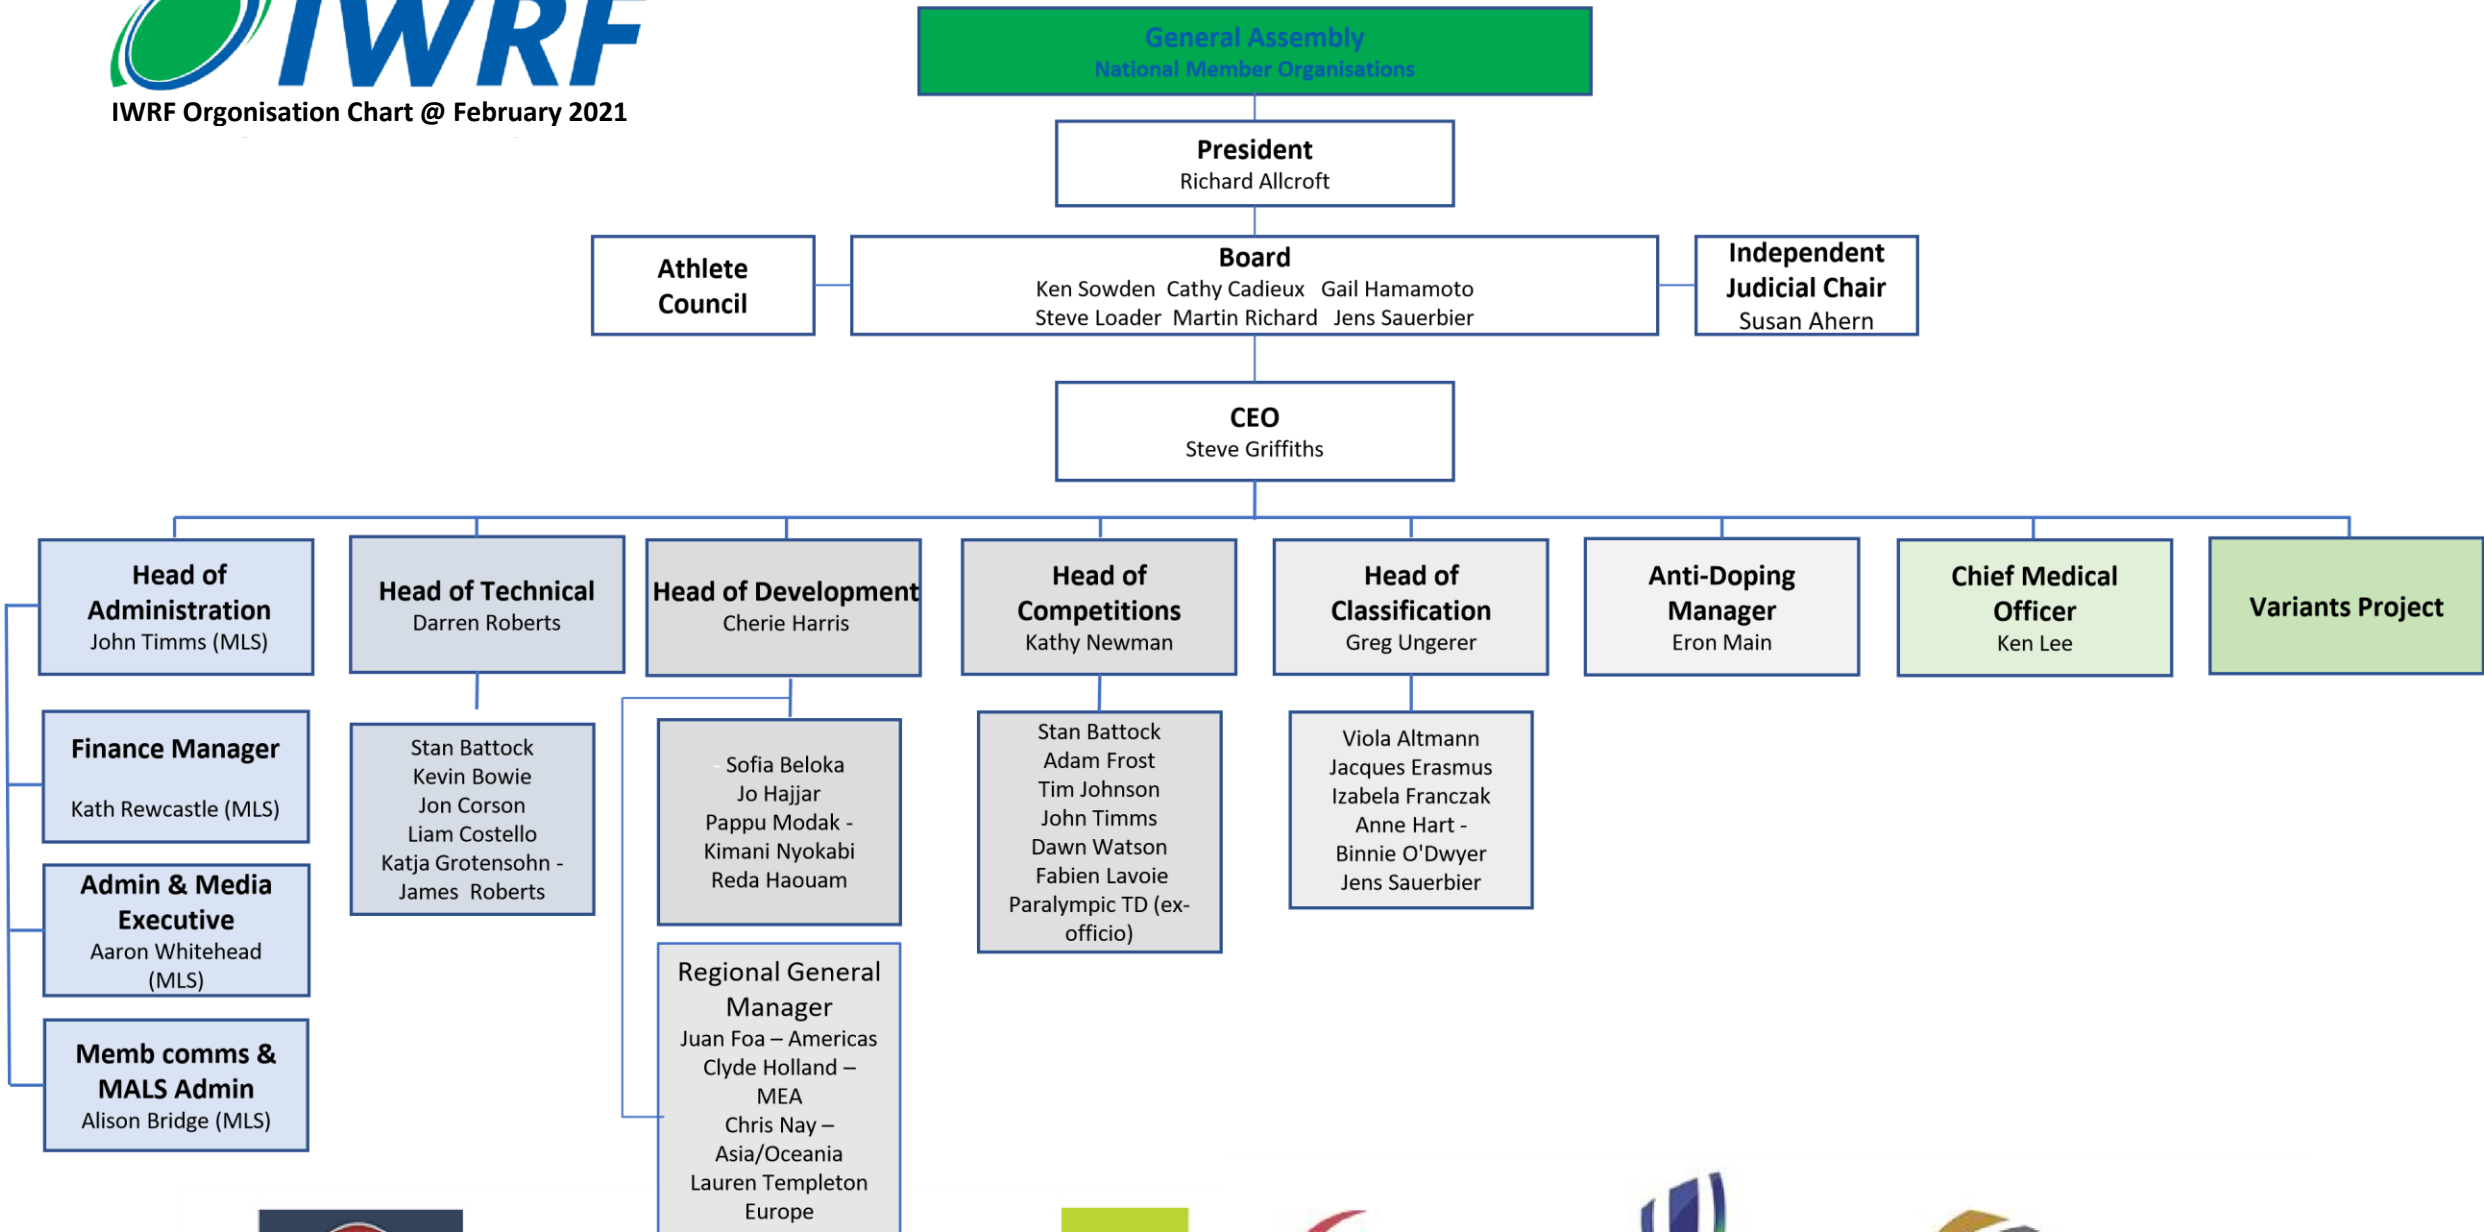 IWRF
IWRF Orgonisation Chart @ February 2021
General Assembly
National Member Organisations
President
Richard Allcroft
Athlete
Council
Board
Ken Sowden  Cathy Cadieux   Gail Hamamoto
Steve Loader  Martin Richard   Jens Sauerbier
Independent
Judicial Chair
Susan Ahern
CEO
Steve Griffiths
Head of
Administration
John Timms (MLS)
Head of Technical
Darren Roberts
Head of Development
Cherie Harris
Head of
Competitions
Kathy Newman
Head of
Classification
Greg Ungerer
Anti-Doping
Manager
Eron Main
Chief Medical
Officer
Ken Lee
Variants Project
Finance Manager
Kath Rewcastle (MLS)
Admin & Media
Executive
Aaron Whitehead
(MLS)
Memb comms &
MALS Admin
Alison Bridge (MLS)
Stan Battock
Kevin Bowie
Jon Corson
Liam Costello
Katja Grotensohn -
James  Roberts
- Sofia Beloka
Jo Hajjar
Pappu Modak -
Kimani Nyokabi
Reda Haouam
Regional General
Manager
Juan Foa – Americas
Clyde Holland –
MEA
Chris Nay –
Asia/Oceania
Lauren Templeton
Europe
Stan Battock
Adam Frost
Tim Johnson
John Timms
Dawn Watson
Fabien Lavoie
Paralympic TD (ex-
officio)
Viola Altmann
Jacques Erasmus
Izabela Franczak
Anne Hart -
Binnie O'Dwyer
Jens Sauerbier